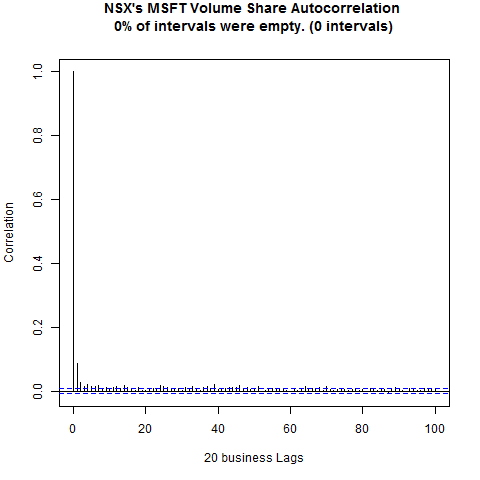 NSX's MSFT Volume Share Autocorrelation
0% of intervals were empty. (0 intervals)
1.0
0.8
0.6
0.4
0.2
0.0
Correlation
0 20 40 60 80 100
20 business Lags